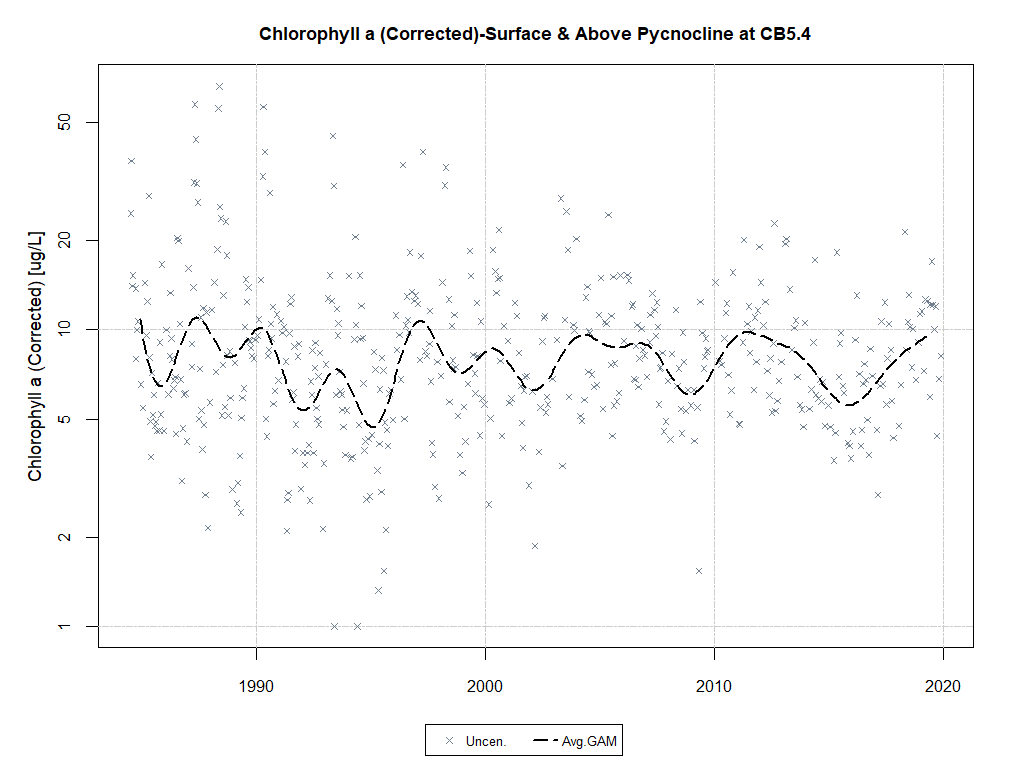 Chlorophyll a (Corrected)-Surface & Above Pycnocline at CB5.4
Chlorophyll a (Corrected) [ug/L]
50
20
10
5
2
1
1990 2000 2010 2020
Uncen. Avg.GAM